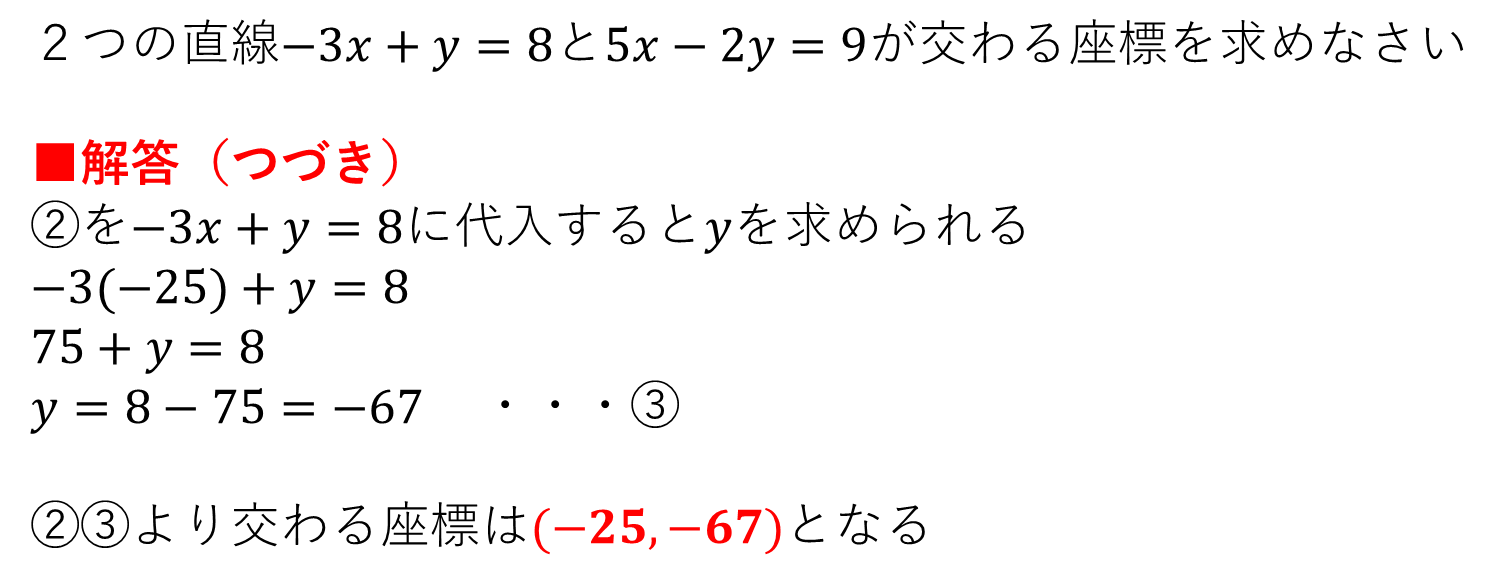 ２つの直線−3x + y = 8と5x − 2y = 9が交わる座標を求めなさい
■解答（つづき）
②を−3x + y = 8に代入するとyを求められる
−3(−25) + y = 8
75 + y = 8
y = 8 − 75 = −67　・・・③
②③より交わる座標は(−25, −67)となる